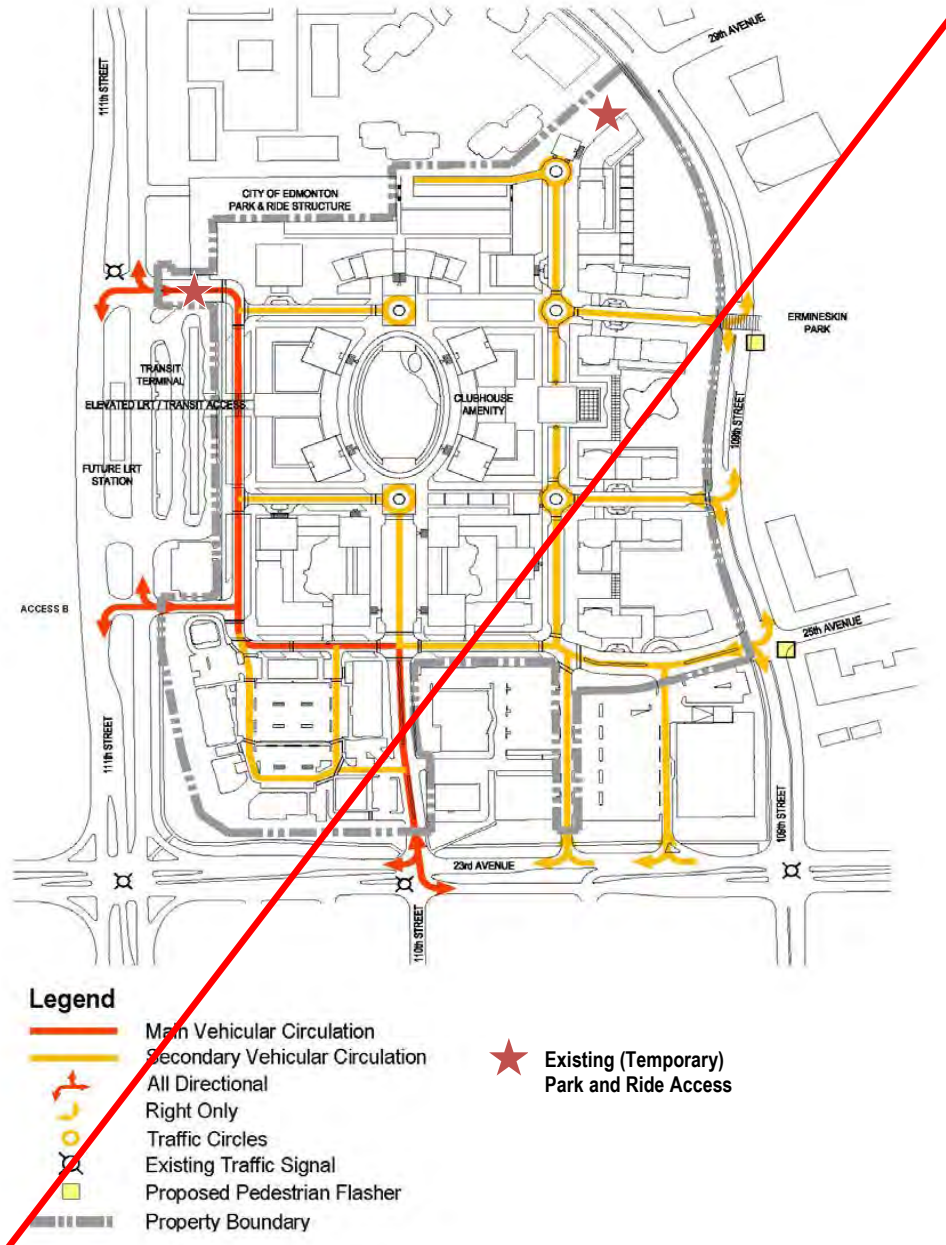 29th AVENUE
111th STREET
CITY OF EDMONTON
PARK & RIDE STRUCTURE
ERMINESKIN
PARK
TRANSIT
TERMINAL
ELEVATED LRT / TRANSIT ACCESS
CLUBHOUSE
AMENITY
109th STREET
FUTURE LRT
STATION
ACCESS B
25th AVENUE
111th STREET
109th STREET
23rd AVENUE
110th STREET
Legend
Main Vehicular Circulation
Secondary Vehicular Circulation
All Directional
Right Only
Traffic Circles
Existing Traffic Signal
Proposed Pedestrian Flasher
Property Boundary
Existing (Temporary)
Park and Ride Access